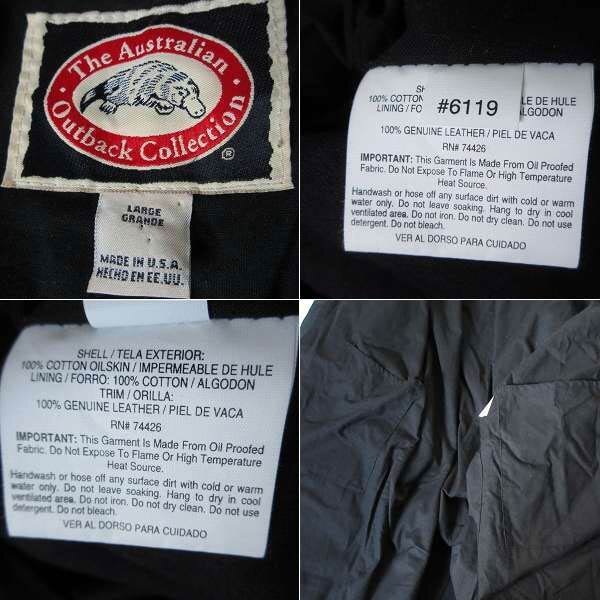 The Australian
Outback Collection
®
LARGE
GRANDE
MADE IN U.S.A.
HECHO EN EE.UU.
SH
100% COTTON #6119 LE DE HULE
LINING / FO ALGODON
100% GENUINE LEATHER / PIEL DE VACA
RN# 74426
IMPORTANT: This Garment Is Made From Oil Proofed
Fabric. Do Not Expose To Flame Or High Temperature
Heat Source.
Handwash or hose off any surface dirt with cold or warm
water only. Do not leave soaking. Hang to dry in cool
ventilated area. Do not iron. Do not dry clean. Do not use
detergent. Do not bleach.
VER AL DORSO PARA CUIDADO
SHELL / TELA EXTERIOR:
100% COTTON OILSKIN / IMPERMEABLE DE HULE
LINING / FORRO: 100% COTTON / ALGODON
TRIM / ORILLA:
100% GENUINE LEATHER / PIEL DE VACA
RN# 74426
IMPORTANT: This Garment Is Made From Oil Proofed
Fabric. Do Not Expose To Flame Or High Temperature
Heat Source.
Handwash or hose off any surface dirt with cold or warm
water only. Do not leave soaking. Hang to dry in cool
ventilated area. Do not iron. Do not dry clean. Do not use
detergent. Do not bleach.
VER AL DORSO PARA CUIDADO